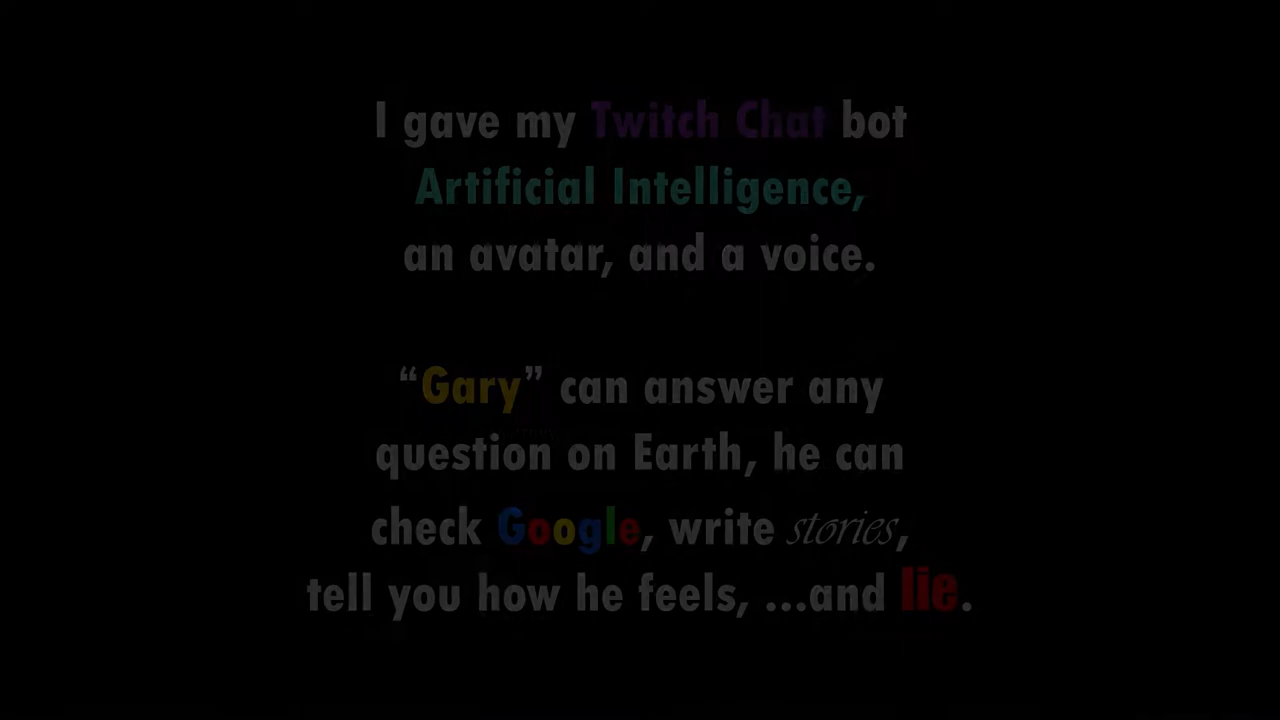 I gave my Twitch Chat bot
Artificial Intelligence,
an avatar, and a voice.
“Gary” can answer any
question on Earth, he can
check Google, write stories,
tell you how he feels, ...and lie.